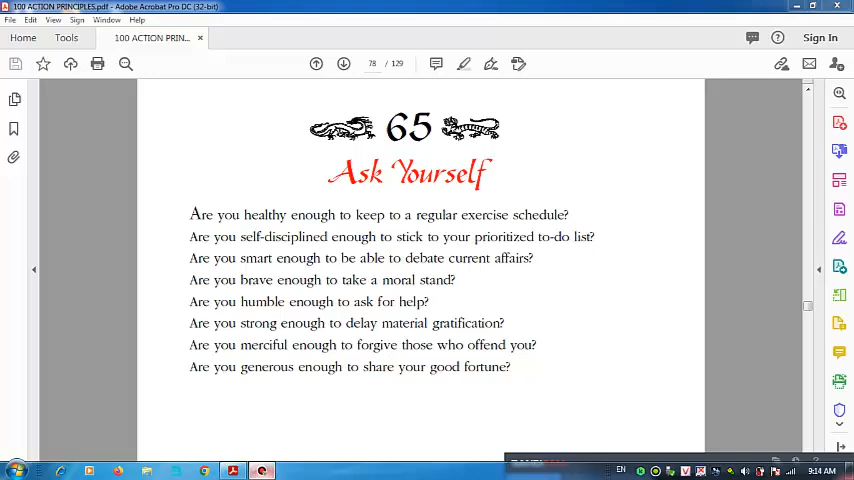 100 ACTION PRINCIPLES.pdf - Adobe Acrobat Pro DC (32-bit)
File Edit View Sign Window Help
Home Tools 100 ACTION PRIN... × Sign In
78 / 129
65
Ask Yourself
Are you healthy enough to keep to a regular exercise schedule?
Are you self-disciplined enough to stick to your prioritized to-do list?
Are you smart enough to be able to debate current affairs?
Are you brave enough to take a moral stand?
Are you humble enough to ask for help?
Are you strong enough to delay material gratification?
Are you merciful enough to forgive those who offend you?
Are you generous enough to share your good fortune?
EN 9:14 AM